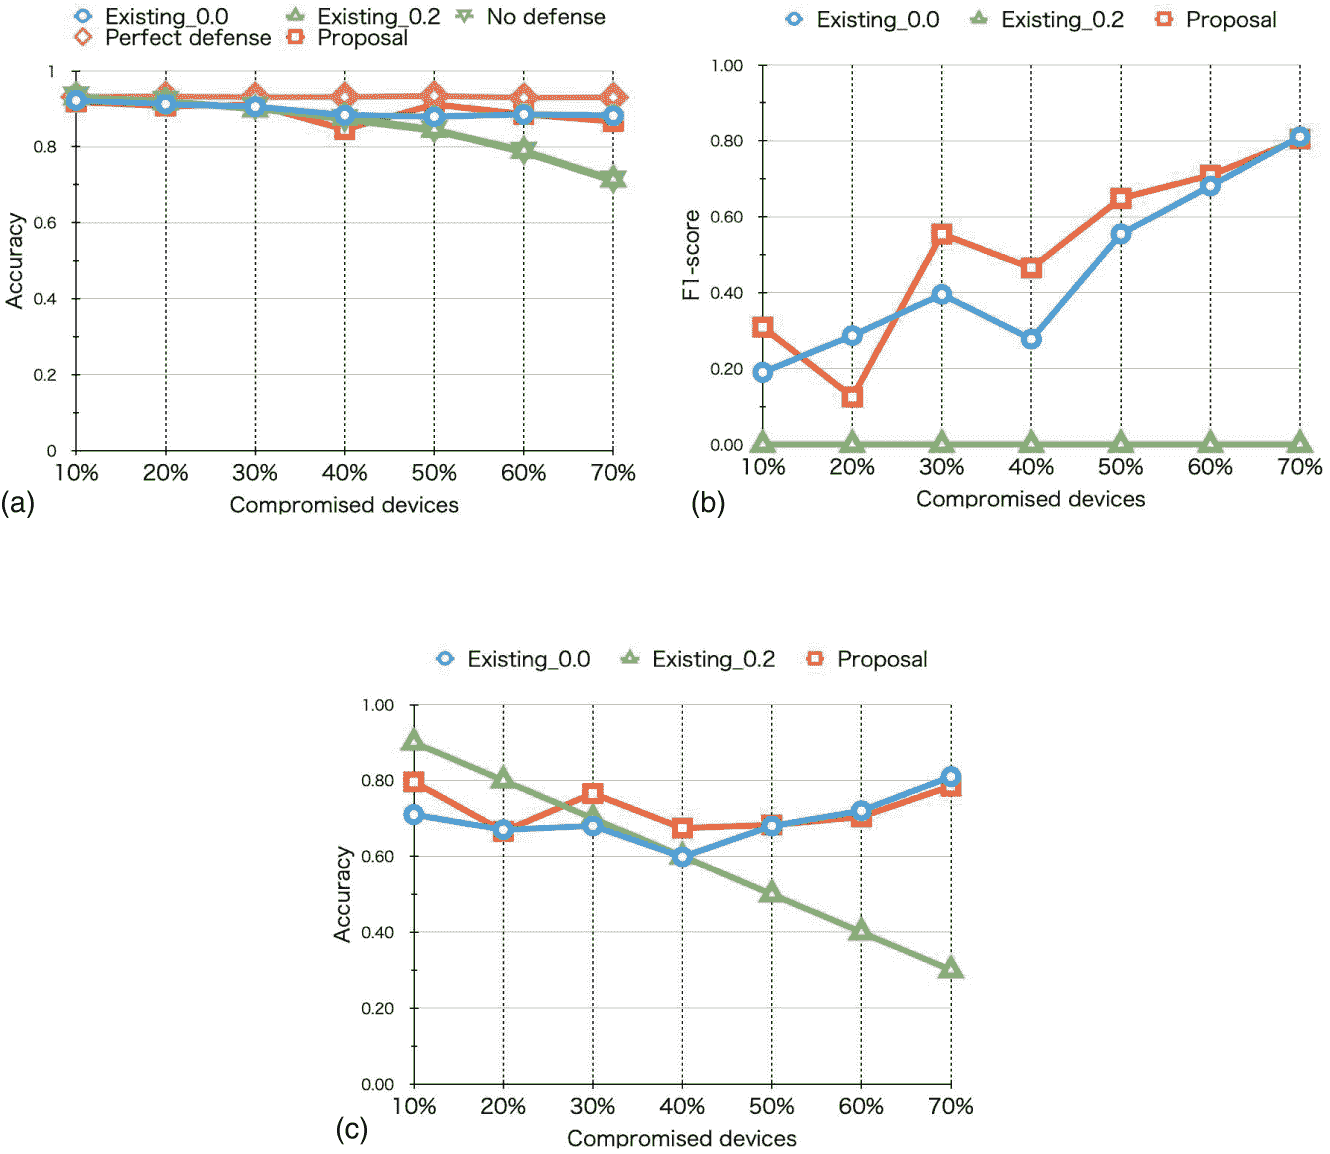 Existing_0.0 Existing_0.2 No defense
Perfect defense Proposal
1
0.8
0.6
0.4
0.2
0
Accuracy
10% 20% 30% 40% 50% 60% 70%
Compromised devices
(a)
Existing_0.0 Existing_0.2 Proposal
1.00
0.80
0.60
0.40
0.20
0.00
F1-score
10% 20% 30% 40% 50% 60% 70%
Compromised devices
(b)
Existing_0.0 Existing_0.2 Proposal
1.00
0.80
0.60
0.40
0.20
0.00
Accuracy
10% 20% 30% 40% 50% 60% 70%
Compromised devices
(c)